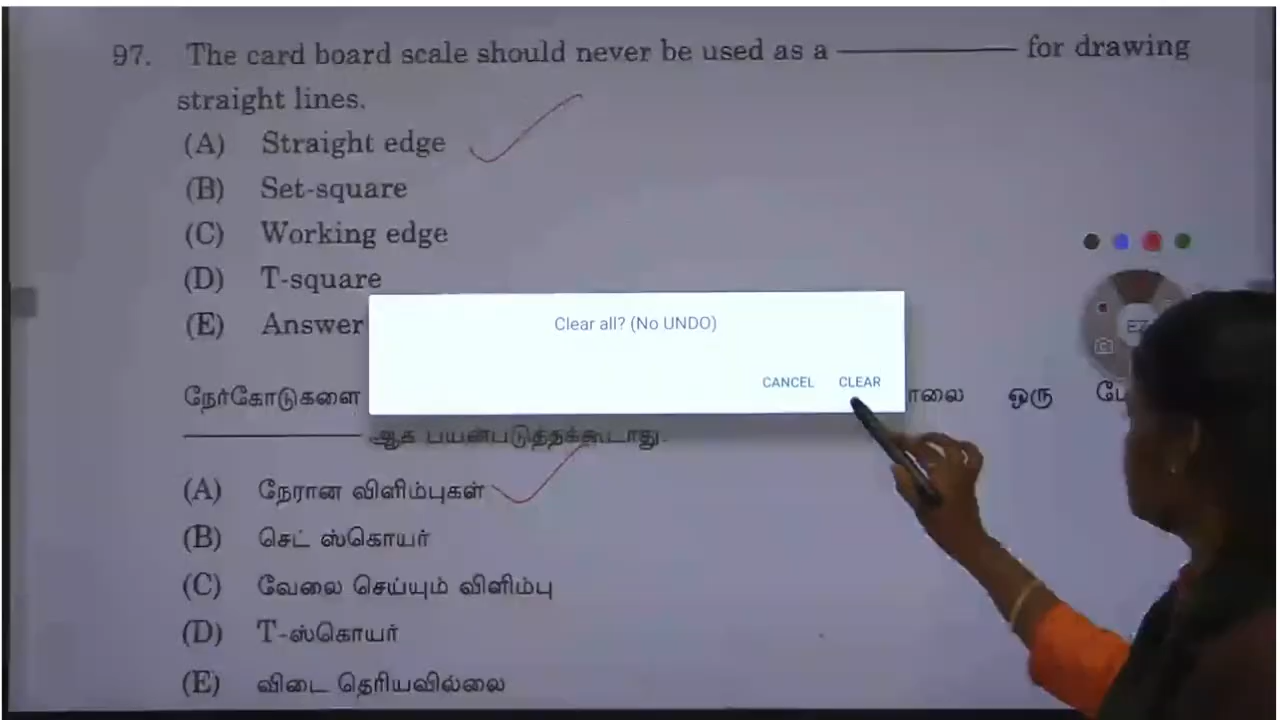 97. The card board scale should never be used as a ———— for drawing
straight lines.
(A) Straight edge
(B) Set-square
(C) Working edge
(D) T-square
(E) Answer
Clear all? (No UNDO)
CANCEL CLEAR
நேர்கோடுகளை ஒரு
———— ஆக பயன்படுத்தக்கூடாது.
(A) நேரான விளிம்புகள்
(B) செட் ஸ்கொயர்
(C) வேலை செய்யும் விளிம்பு
(D) T-ஸ்கொயர்
(E) விடை தெரியவில்லை